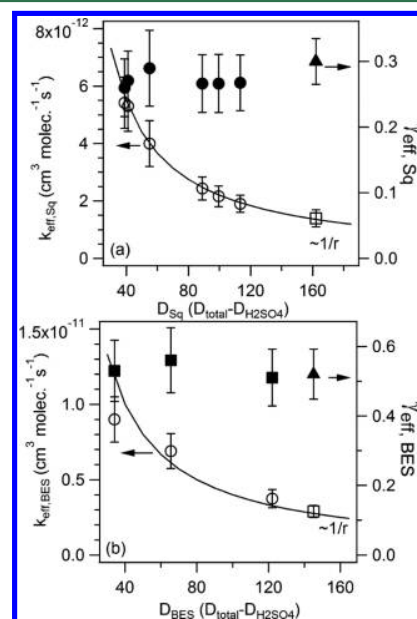 8x10⁻¹²
6
4
2
0
k_eff,Sq (cm³ molec.⁻¹ s⁻¹)
0.3
0.2
0.1
0.0
γ_eff, Sq
(a)
~1/r
40 80 120 160
D_Sq (D_total-D_H2SO4)
1.5x10⁻¹¹
1.0
0.5
0.0
k_eff,BES (cm³ molec.⁻¹ s⁻¹)
0.6
0.4
0.2
0.0
γ_eff, BES
(b)
~1/r
40 80 120 160
D_BES (D_total-D_H2SO4)